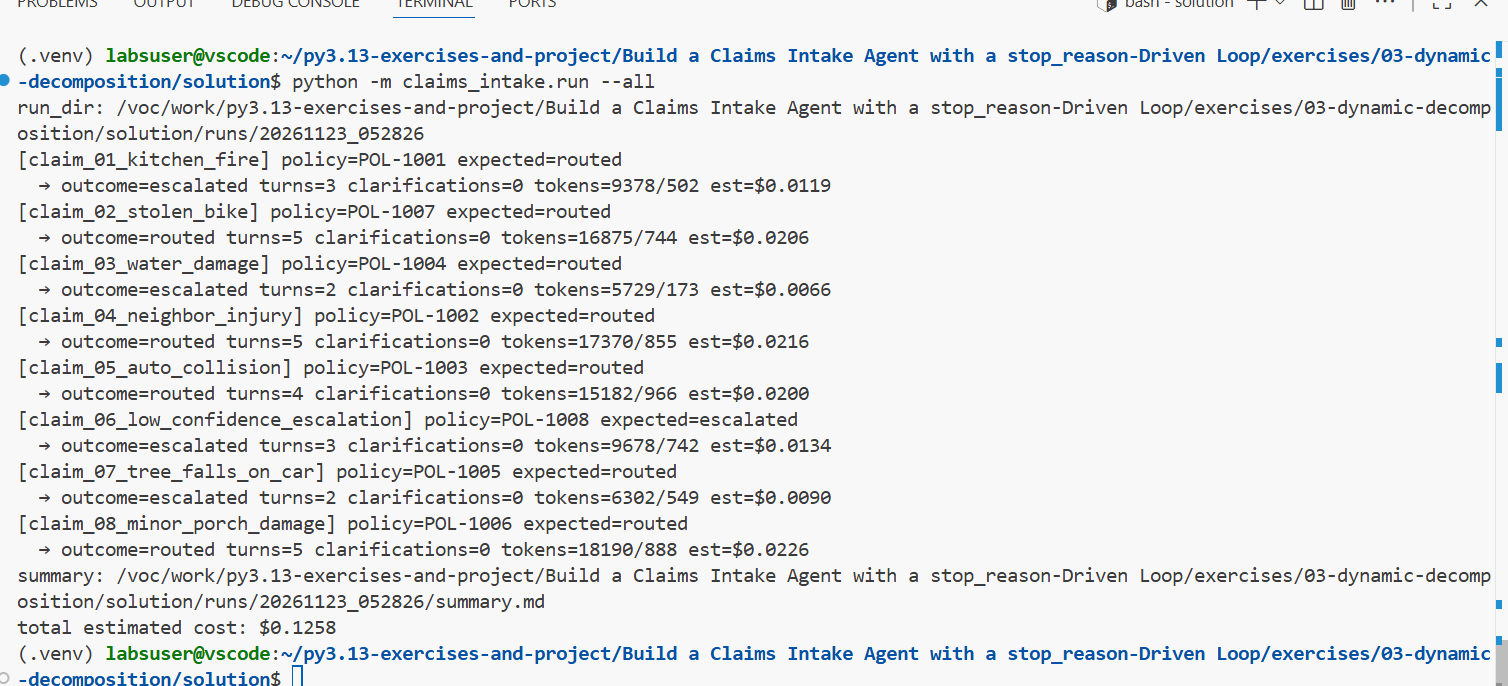 PROBLEMS OUTPUT DEBUG CONSOLE TERMINAL PORTS bash - solution
(.venv) labsuser@vscode:~/py3.13-exercises-and-project/Build a Claims Intake Agent with a stop_reason-Driven Loop/exercises/03-dynamic
-decomposition/solution$ python -m claims_intake.run --all
run_dir: /voc/work/py3.13-exercises-and-project/Build a Claims Intake Agent with a stop_reason-Driven Loop/exercises/03-dynamic-decomp
osition/solution/runs/20261123_052826
[claim_01_kitchen_fire] policy=POL-1001 expected=routed
→ outcome=escalated turns=3 clarifications=0 tokens=9378/502 est=$0.0119
[claim_02_stolen_bike] policy=POL-1007 expected=routed
→ outcome=routed turns=5 clarifications=0 tokens=16875/744 est=$0.0206
[claim_03_water_damage] policy=POL-1004 expected=routed
→ outcome=escalated turns=2 clarifications=0 tokens=5729/173 est=$0.0066
[claim_04_neighbor_injury] policy=POL-1002 expected=routed
→ outcome=routed turns=5 clarifications=0 tokens=17370/855 est=$0.0216
[claim_05_auto_collision] policy=POL-1003 expected=routed
→ outcome=routed turns=4 clarifications=0 tokens=15182/966 est=$0.0200
[claim_06_low_confidence_escalation] policy=POL-1008 expected=escalated
→ outcome=escalated turns=3 clarifications=0 tokens=9678/742 est=$0.0134
[claim_07_tree_falls_on_car] policy=POL-1005 expected=routed
→ outcome=escalated turns=2 clarifications=0 tokens=6302/549 est=$0.0090
[claim_08_minor_porch_damage] policy=POL-1006 expected=routed
→ outcome=routed turns=5 clarifications=0 tokens=18190/888 est=$0.0226
summary: /voc/work/py3.13-exercises-and-project/Build a Claims Intake Agent with a stop_reason-Driven Loop/exercises/03-dynamic-decomp
osition/solution/runs/20261123_052826/summary.md
total estimated cost: $0.1258
(.venv) labsuser@vscode:~/py3.13-exercises-and-project/Build a Claims Intake Agent with a stop_reason-Driven Loop/exercises/03-dynamic
-decomposition/solution$